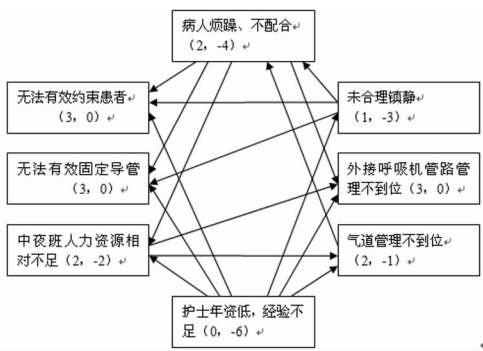 病人烦躁、不配合↵
（2，-4）↵
无法有效约束患者
（3，0）↵
未合理镇静↵
（1，-3）↵
无法有效固定导管
（3，0）↵
外接呼吸机管路管
理不到位（3，0）↵
中夜班人力资源相
对不足（2，-2）↵
气道管理不到位↵
（2，-1）↵
护士年资低，经验不
足（0，-6）↵